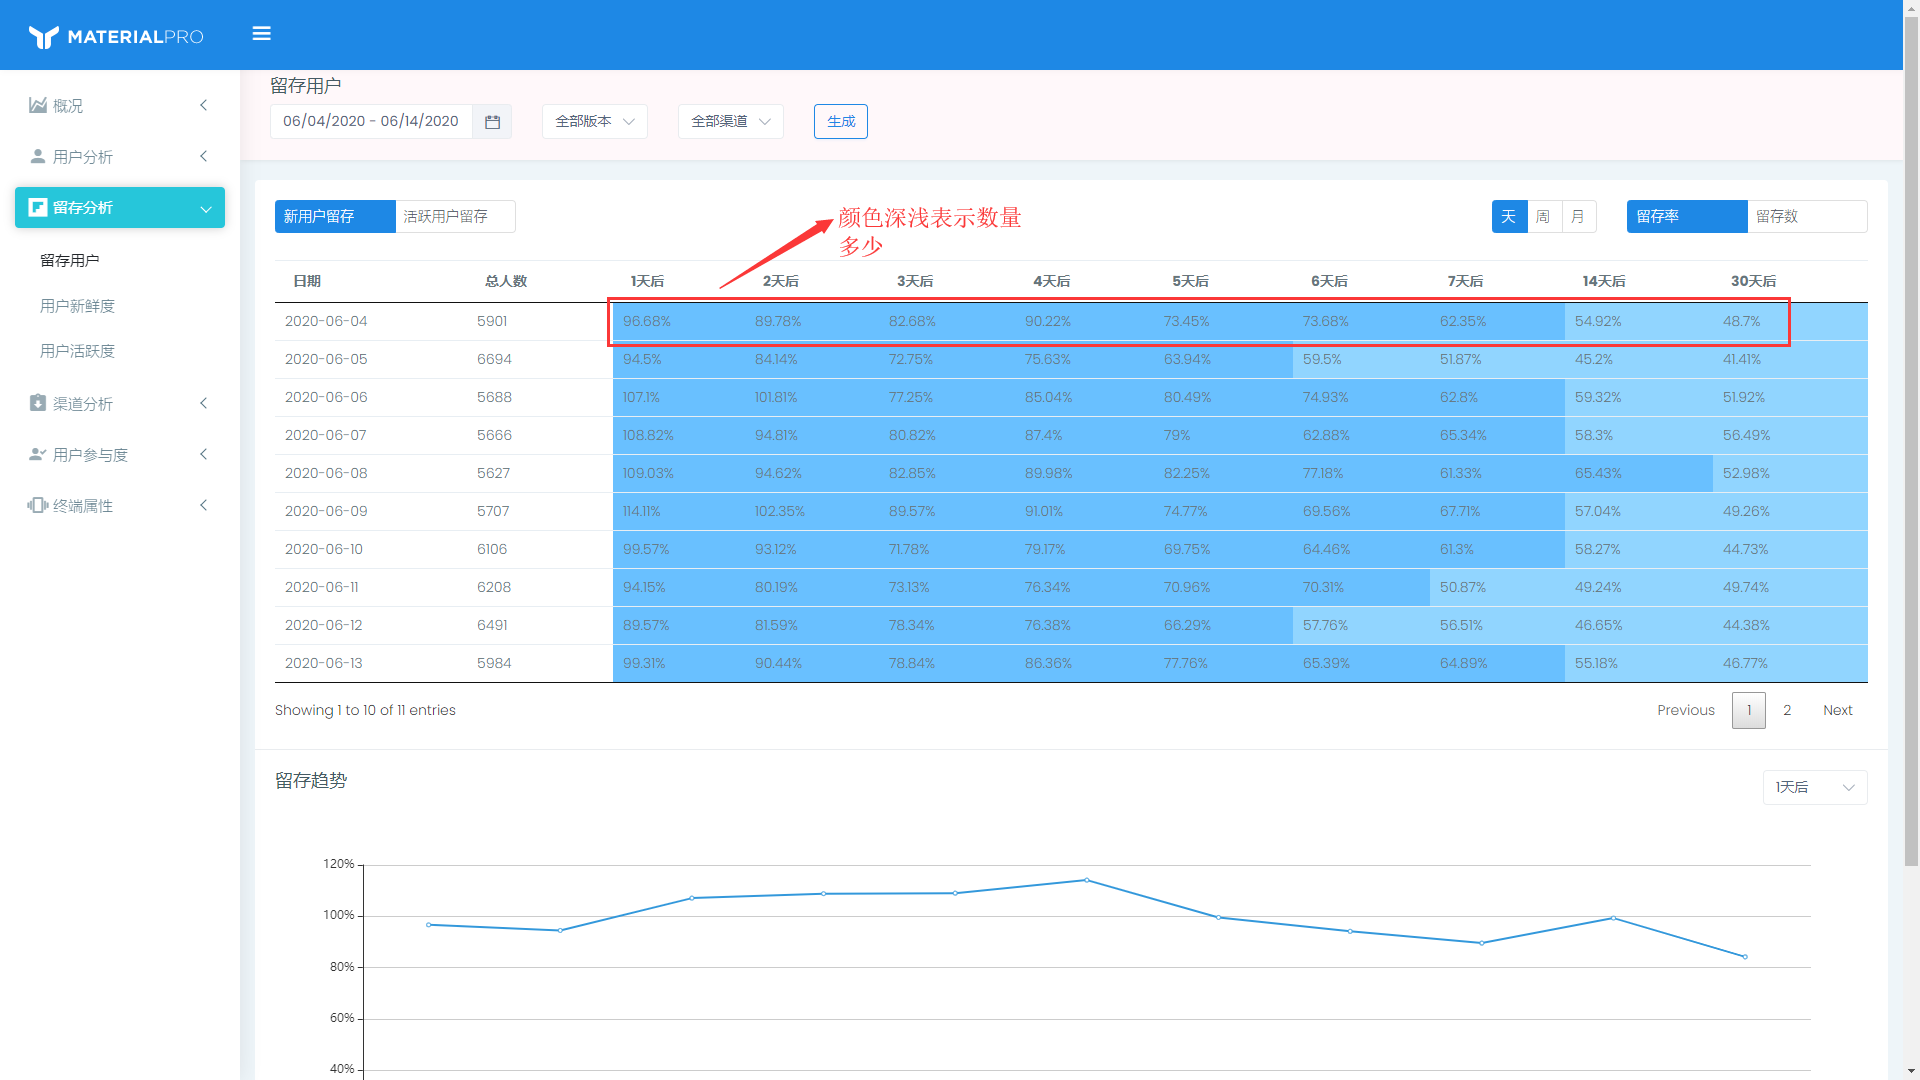 MATERIALPRO
概况
用户分析
留存分析
留存用户
用户新鲜度
用户活跃度
渠道分析
用户参与度
终端属性
留存用户
06/04/2020 - 06/14/2020 全部版本 全部渠道 生成
新用户留存 活跃用户留存
颜色深浅表示数量
多少
天 周 月 留存率 留存数
日期 总人数 1天后 2天后 3天后 4天后 5天后 6天后 7天后 14天后 30天后
2020-06-04 5901 96.68% 89.78% 82.68% 90.22% 73.45% 73.68% 62.35% 54.92% 48.7%
2020-06-05 6694 94.5% 84.14% 72.75% 75.63% 63.94% 59.5% 51.87% 45.2% 41.41%
2020-06-06 5688 107.1% 101.81% 77.25% 85.04% 80.49% 74.93% 62.8% 59.32% 51.92%
2020-06-07 5666 108.82% 94.81% 80.82% 87.4% 79% 62.88% 65.34% 58.3% 56.49%
2020-06-08 5627 109.03% 94.62% 82.85% 89.98% 82.25% 77.18% 61.33% 65.43% 52.98%
2020-06-09 5707 114.11% 102.35% 89.57% 91.01% 74.77% 69.56% 67.71% 57.04% 49.26%
2020-06-10 6106 99.57% 93.12% 71.78% 79.17% 69.75% 64.46% 61.3% 58.27% 44.73%
2020-06-11 6208 94.15% 80.19% 73.13% 76.34% 70.96% 70.31% 50.87% 49.24% 49.74%
2020-06-12 6491 89.57% 81.59% 78.34% 76.38% 66.29% 57.76% 56.51% 46.65% 44.38%
2020-06-13 5984 99.31% 90.44% 78.84% 86.36% 77.76% 65.39% 64.89% 55.18% 46.77%
Showing 1 to 10 of 11 entries
Previous 1 2 Next
留存趋势
1天后
120%
100%
80%
60%
40%